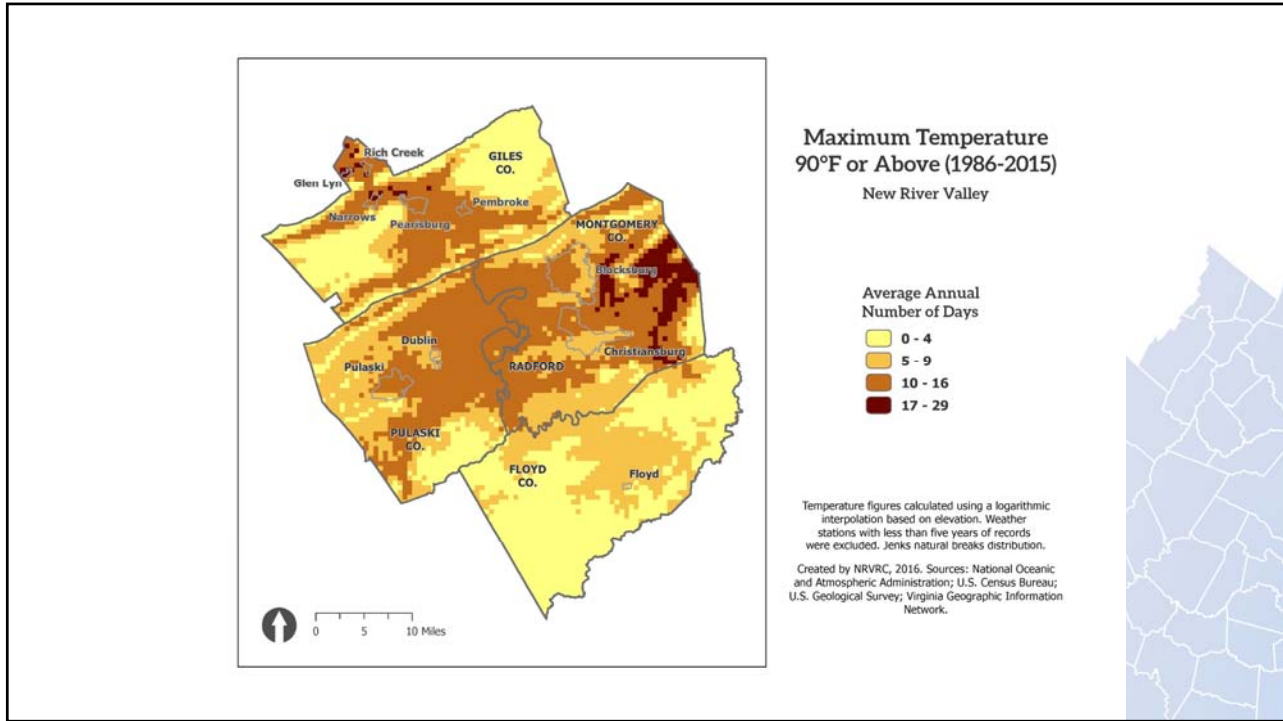 Maximum Temperature
90°F or Above (1986-2015)
New River Valley
Rich Creek
GILES
CO.
Glen Lyn
Narrows
Pearisburg
Pembroke
MONTGOMERY
CO.
Blacksburg
Dublin
Pulaski
RADFORD
Christiansburg
PULASKI
CO.
FLOYD
CO.
Floyd
Average Annual
Number of Days
0 - 4
5 - 9
10 - 16
17 - 29
Temperature figures calculated using a logarithmic
interpolation based on elevation. Weather
stations with less than five years of records
were excluded. Jenks natural breaks distribution.
Created by NRVRC, 2016. Sources: National Oceanic
and Atmospheric Administration; U.S. Census Bureau;
U.S. Geological Survey; Virginia Geographic Information
Network.
0 5 10 Miles